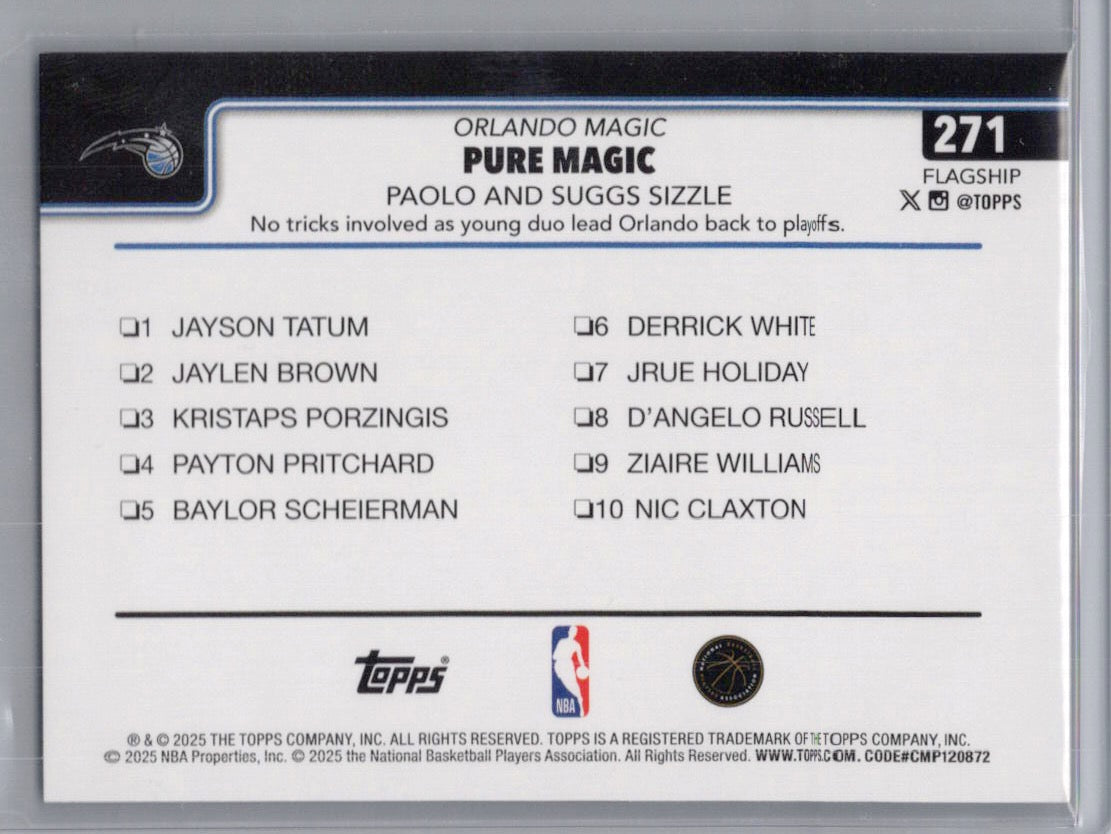 ORLANDO MAGIC
PURE MAGIC
PAOLO AND SUGGS SIZZLE
No tricks involved as young duo lead Orlando back to playoffs.
271
FLAGSHIP
@TOPPS
1 JAYSON TATUM
2 JAYLEN BROWN
3 KRISTAPS PORZINGIS
4 PAYTON PRITCHARD
5 BAYLOR SCHEIERMAN
6 DERRICK WHITE
7 JRUE HOLIDAY
8 D'ANGELO RUSSELL
9 ZIAIRE WILLIAMS
10 NIC CLAXTON
Topps®
NBA
NATIONAL BASKETBALL PLAYERS ASSOCIATION
® & © 2025 THE TOPPS COMPANY, INC. ALL RIGHTS RESERVED. TOPPS IS A REGISTERED TRADEMARK OF THE TOPPS COMPANY, INC.
© 2025 NBA Properties, Inc. © 2025 the National Basketball Players Association. All Rights Reserved. WWW.TOPPS.COM. CODE#CMP120872